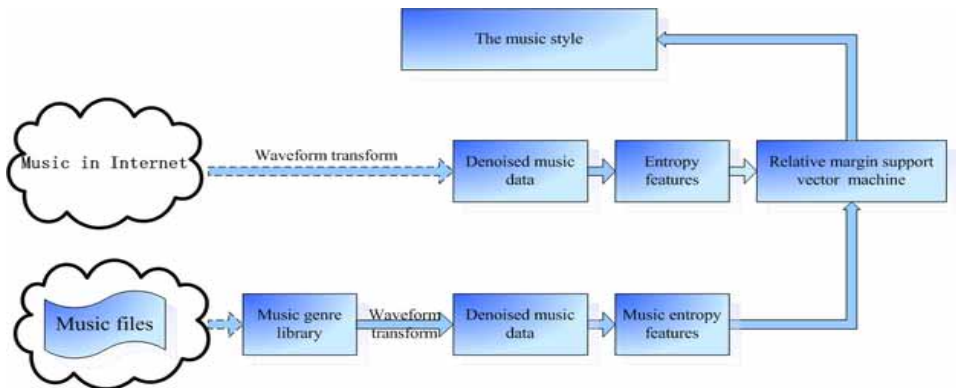 The music style
Music in Internet
Waveform transform
Denoised music
data
Entropy
features
Relative margin support
vector machine
Music files
Music genre
library
Waveform
transform
Denoised music
data
Music entropy
features